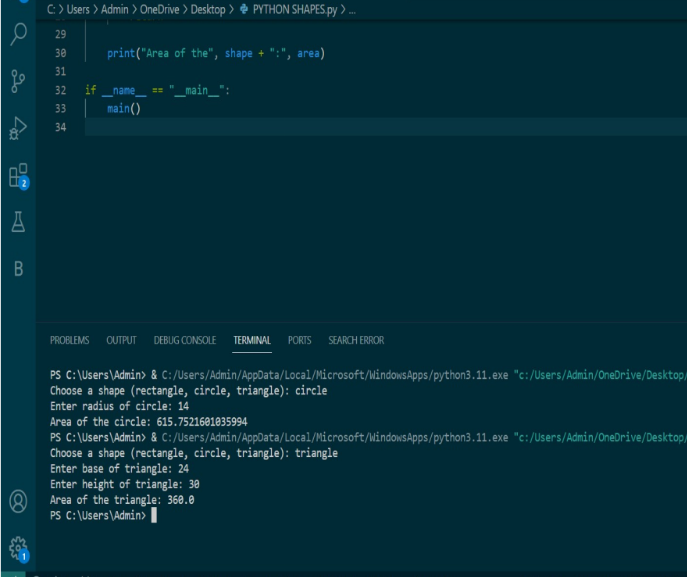 C: > Users > Admin > OneDrive > Desktop > PYTHON SHAPES.py > ...
29
30 print("Area of the", shape + ":", area)
31
32 if __name__ == "__main__":
33 main()
34
2
B
PROBLEMS OUTPUT DEBUG CONSOLE TERMINAL PORTS SEARCH ERROR
PS C:\Users\Admin> & C:/Users/Admin/AppData/Local/Microsoft/WindowsApps/python3.11.exe "c:/Users/Admin/OneDrive/Desktop/
Choose a shape (rectangle, circle, triangle): circle
Enter radius of circle: 14
Area of the circle: 615.7521601035994
PS C:\Users\Admin> & C:/Users/Admin/AppData/Local/Microsoft/WindowsApps/python3.11.exe "c:/Users/Admin/OneDrive/Desktop/
Choose a shape (rectangle, circle, triangle): triangle
Enter base of triangle: 24
Enter height of triangle: 30
Area of the triangle: 360.0
PS C:\Users\Admin>
1